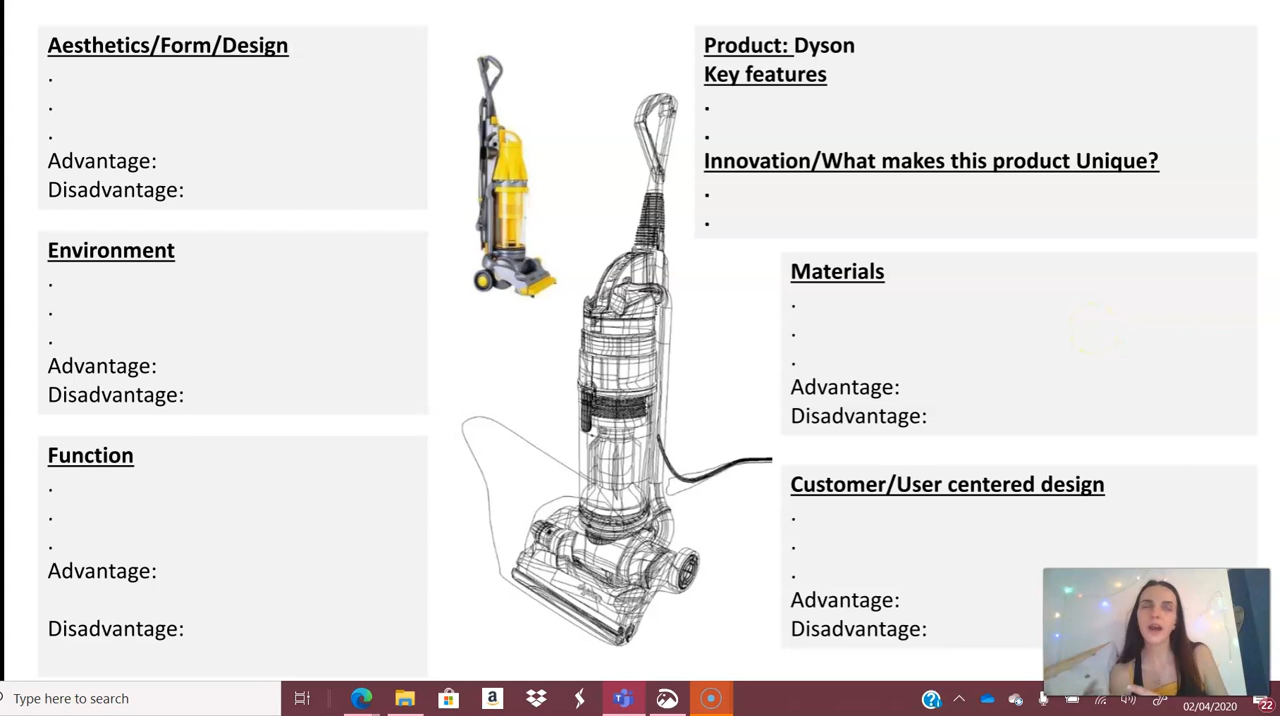 Aesthetics/Form/Design
.
.
.
Advantage:
Disadvantage:
Environment
.
.
.
Advantage:
Disadvantage:
Function
.
.
.
Advantage:
Disadvantage:
Product: Dyson
Key features
.
.
Innovation/What makes this product Unique?
.
.
Materials
.
.
.
Advantage:
Disadvantage:
Customer/User centered design
.
.
.
Advantage:
Disadvantage:
Type here to search
02/04/2020
22